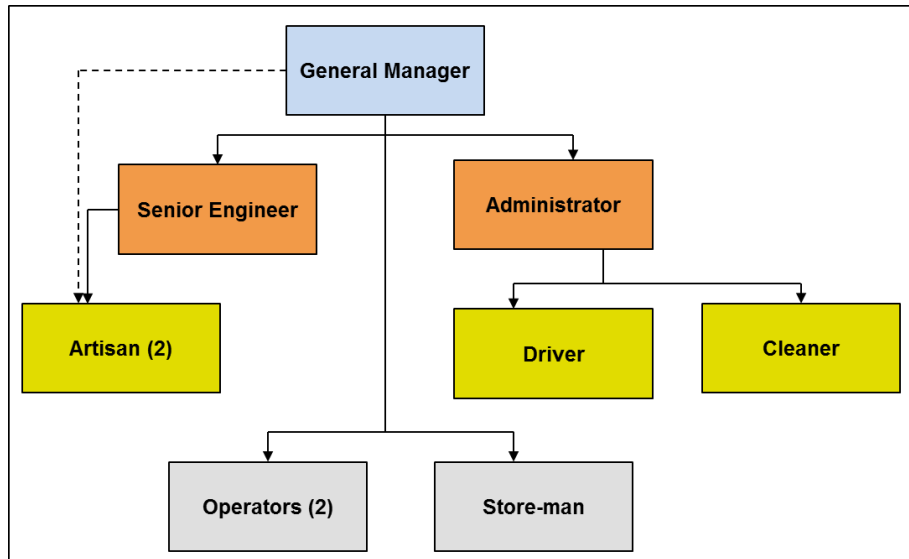 General Manager
Senior Engineer
Administrator
Artisan (2)
Driver
Cleaner
Operators (2)
Store-man